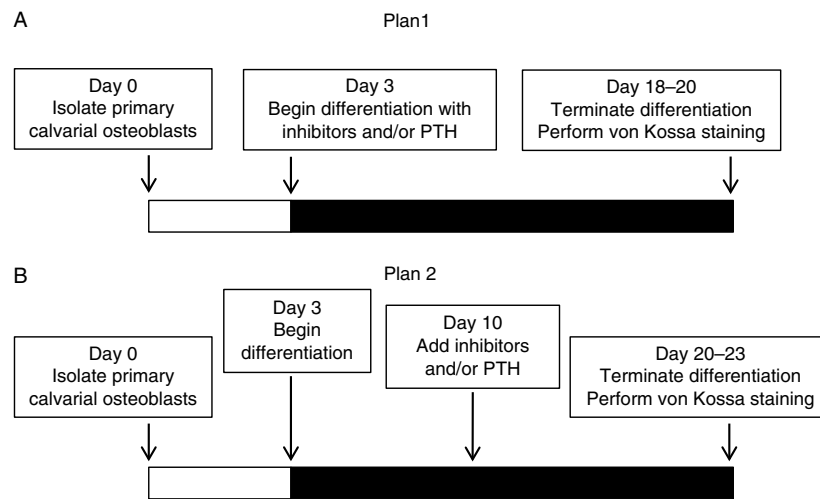 A
Plan1
Day 0
Isolate primary
calvarial osteoblasts
Day 3
Begin differentiation with
inhibitors and/or PTH
Day 18–20
Terminate differentiation
Perform von Kossa staining
B
Plan 2
Day 0
Isolate primary
calvarial osteoblasts
Day 3
Begin
differentiation
Day 10
Add inhibitors
and/or PTH
Day 20–23
Terminate differentiation
Perform von Kossa staining